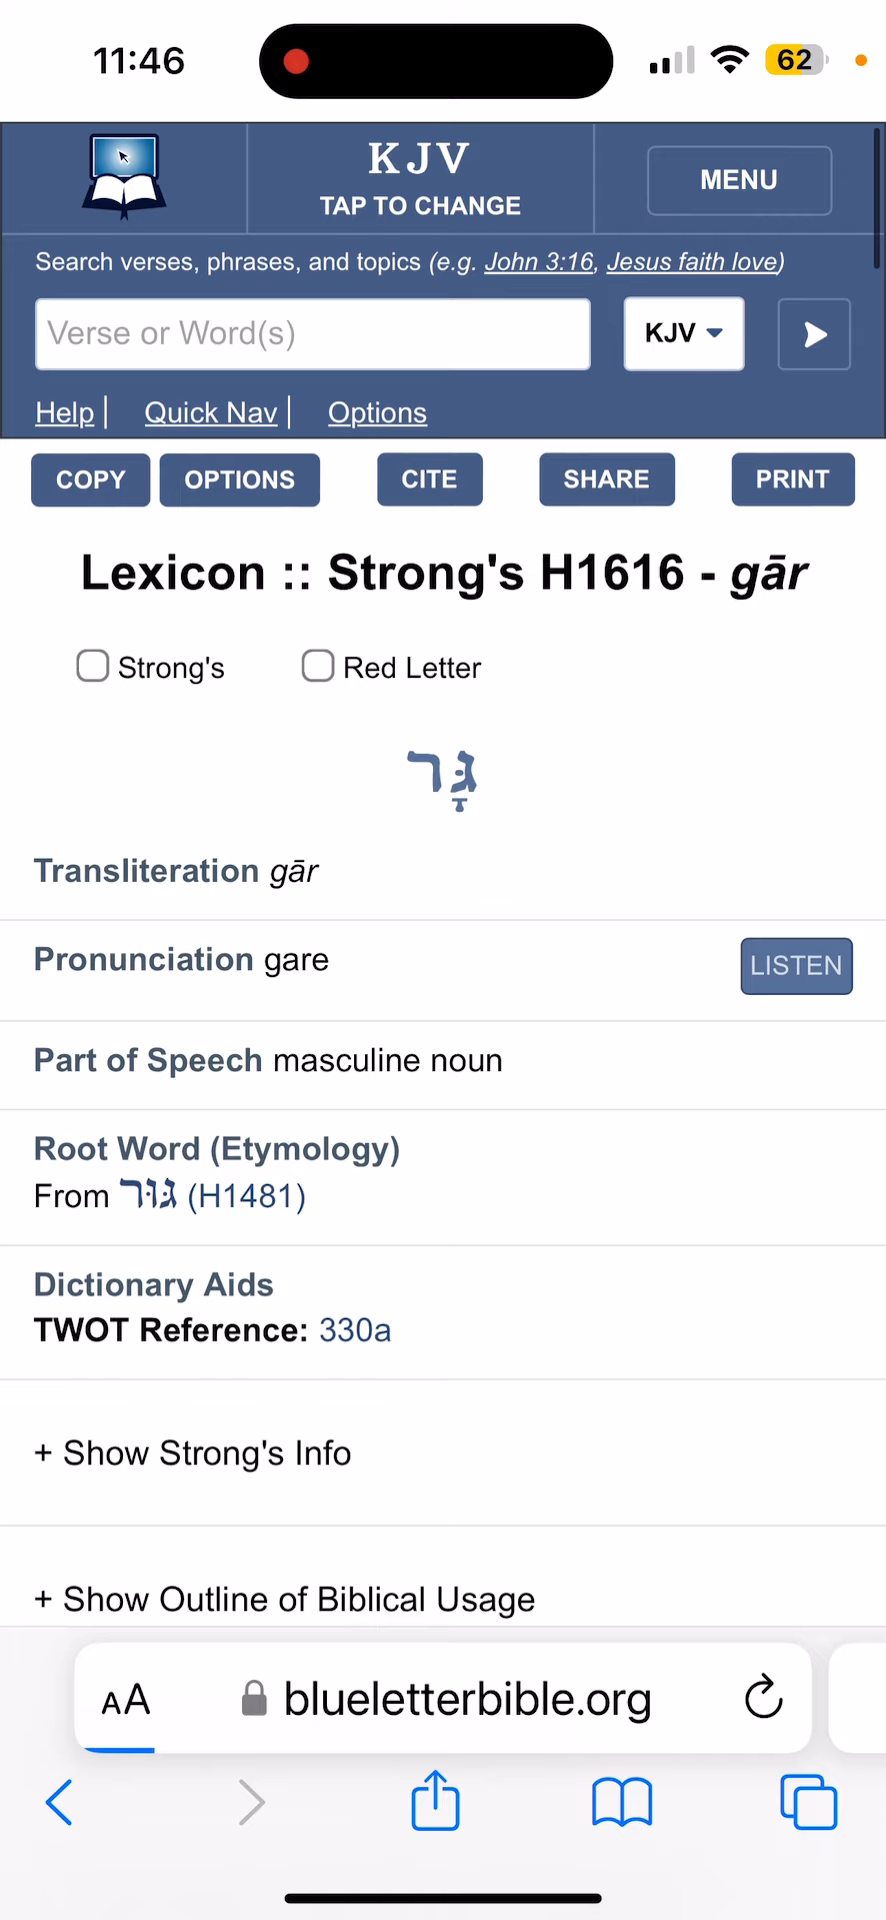 11:46
62
KJV
TAP TO CHANGE
MENU
Search verses, phrases, and topics (e.g. John 3:16, Jesus faith love)
Verse or Word(s)
KJV
Help | Quick Nav | Options
COPY OPTIONS CITE SHARE PRINT
Lexicon :: Strong's H1616 - gār
Strong's Red Letter
גָּר
Transliteration gār
Pronunciation gare
LISTEN
Part of Speech masculine noun
Root Word (Etymology)
From גּוּר (H1481)
Dictionary Aids
TWOT Reference: 330a
+ Show Strong's Info
+ Show Outline of Biblical Usage
AA blueletterbible.org